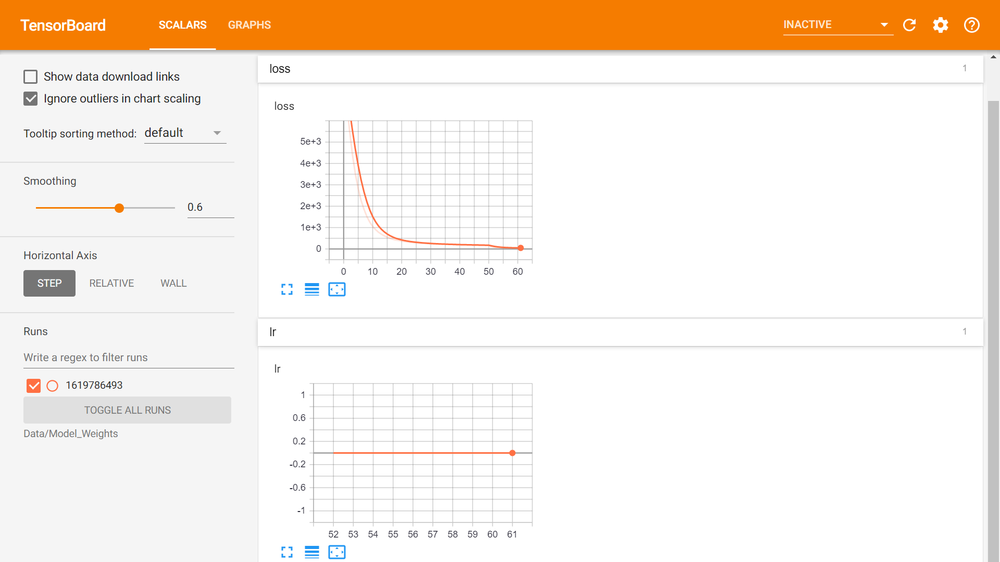 TensorBoard
SCALARS GRAPHS
INACTIVE
Show data download links
Ignore outliers in chart scaling
Tooltip sorting method: default
Smoothing
0.6
Horizontal Axis
STEP RELATIVE WALL
Runs
Write a regex to filter runs
1619786493
TOGGLE ALL RUNS
Data/Model_Weights
loss 1
loss
5e+3
4e+3
3e+3
2e+3
1e+3
0
0 10 20 30 40 50 60
lr 1
lr
1
0.6
0.2
-0.2
-0.6
-1
52 53 54 55 56 57 58 59 60 61